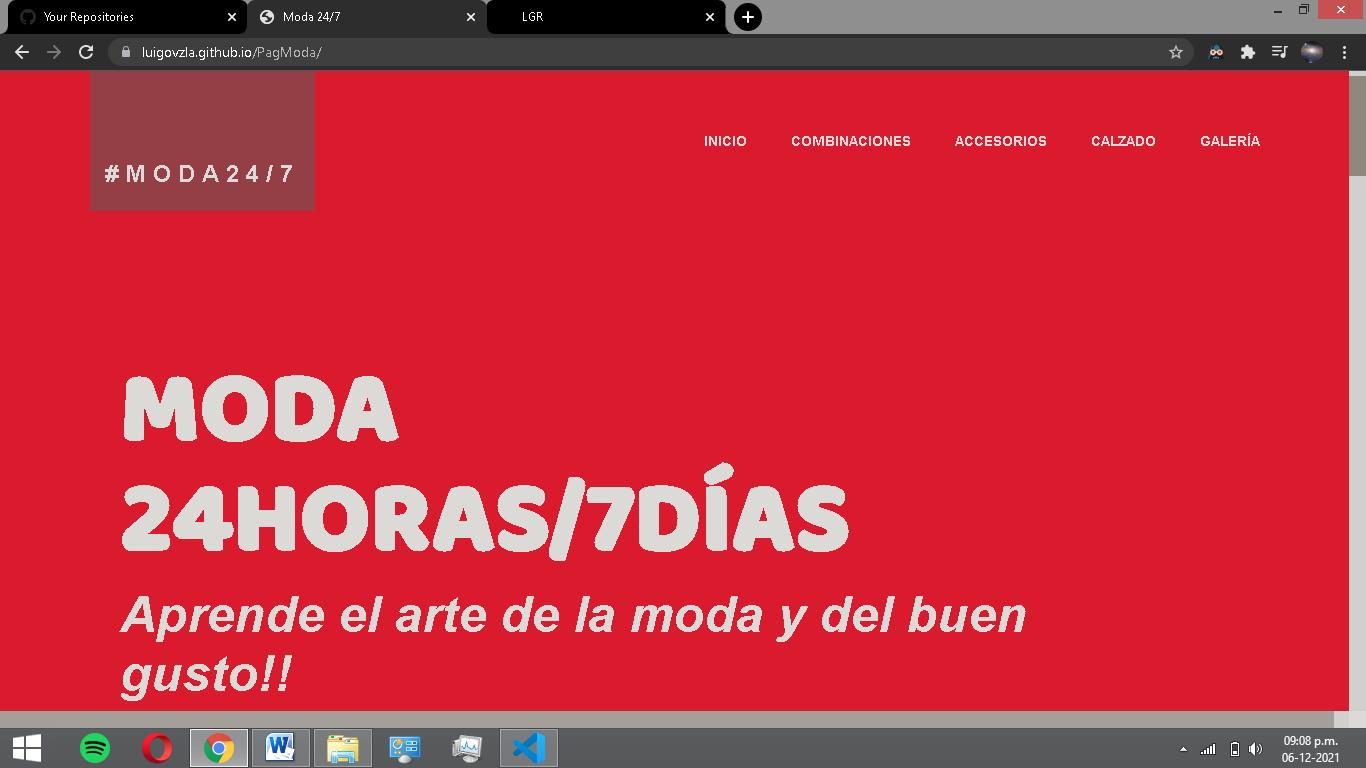 Your Repositories
Moda 24/7
LGR
luigovzla.github.io/PagModa/
#MODA24/7
INICIO COMBINACIONES ACCESORIOS CALZADO GALERÍA
MODA
24HORAS/7DÍAS
Aprende el arte de la moda y del buen
gusto!!
09:08 p.m.
06-12-2021